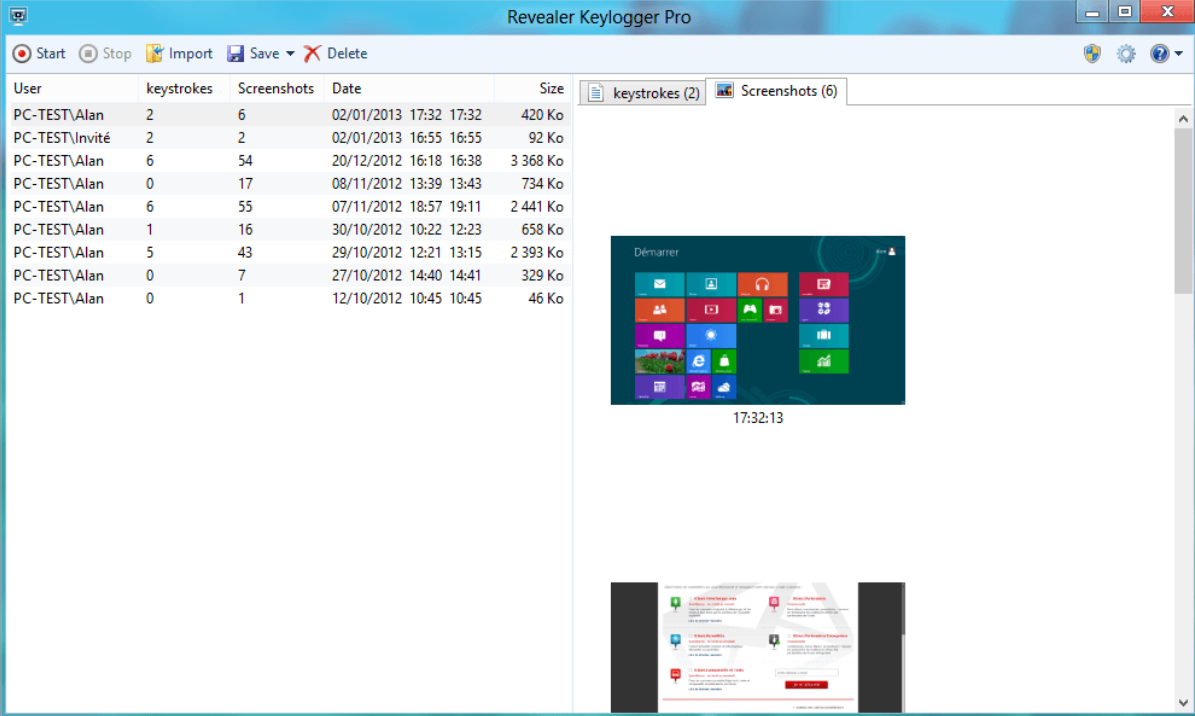 Revealer Keylogger Pro
Start Stop Import Save Delete
User keystrokes Screenshots Date Size
PC-TEST\Alan 2 6 02/01/2013 17:32 17:32 420 Ko
PC-TEST\Invité 2 2 02/01/2013 16:55 16:55 92 Ko
PC-TEST\Alan 6 54 20/12/2012 16:18 16:38 3 368 Ko
PC-TEST\Alan 0 17 08/11/2012 13:39 13:43 734 Ko
PC-TEST\Alan 6 55 07/11/2012 18:57 19:11 2 441 Ko
PC-TEST\Alan 1 16 30/10/2012 10:22 12:23 658 Ko
PC-TEST\Alan 5 43 29/10/2012 12:21 13:15 2 393 Ko
PC-TEST\Alan 0 7 27/10/2012 14:40 14:41 329 Ko
PC-TEST\Alan 0 1 12/10/2012 10:45 10:45 46 Ko
keystrokes (2) Screenshots (6)
Démarrer
17:32:13